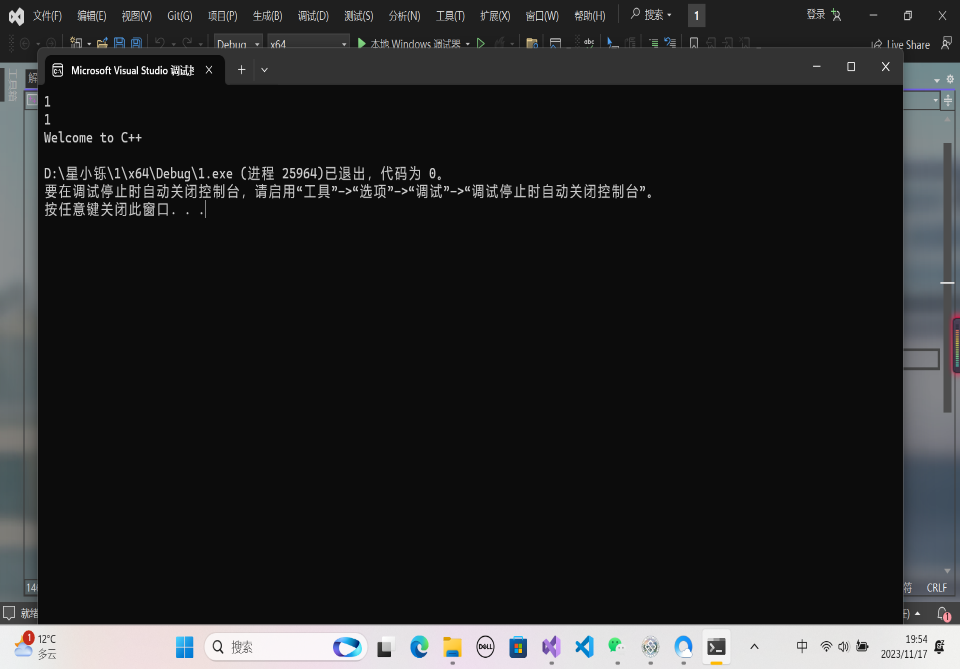 文件(F) 编辑(E) 视图(V) Git(G) 项目(P) 生成(B) 调试(D) 测试(S) 分析(N) 工具(T) 扩展(X) 窗口(W) 帮助(H) 搜索 1 登录
Debug x64 本地 Windows 调试器 Live Share
Microsoft Visual Studio 调试
1
1
Welcome to C++
D:\星小铄\1\x64\Debug\1.exe (进程 25964)已退出，代码为 0。
要在调试停止时自动关闭控制台，请启用“工具”->“选项”->“调试”->“调试停止时自动关闭控制台”。
按任意键关闭此窗口. . .
符 CRLF
就绪
1 12°C
多云
搜索
DELL
中
19:54
2023/11/17